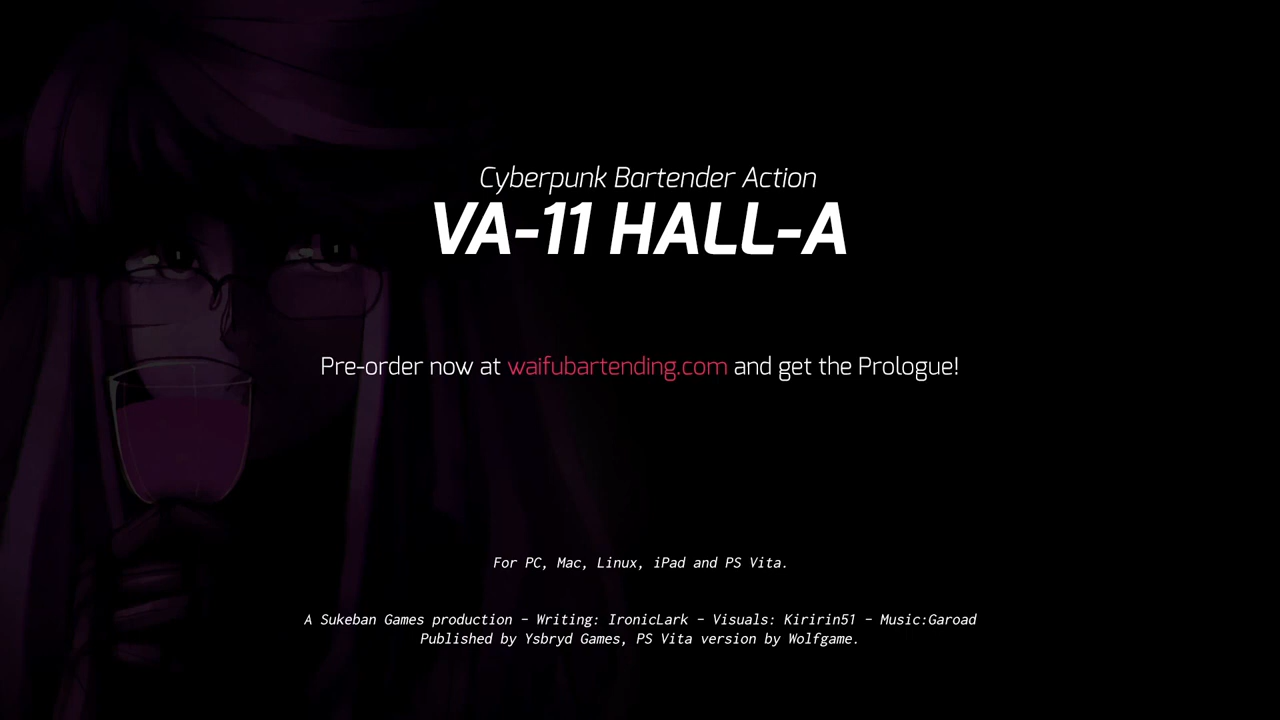 Cyberpunk Bartender Action
VA-11 HALL-A
Pre-order now at waifubartending.com and get the Prologue!
For PC, Mac, Linux, iPad and PS Vita.
A Sukeban Games production - Writing: IronicLark - Visuals: Kiririn51 - Music:Garoad
Published by Ysbryd Games, PS Vita version by Wolfgame.